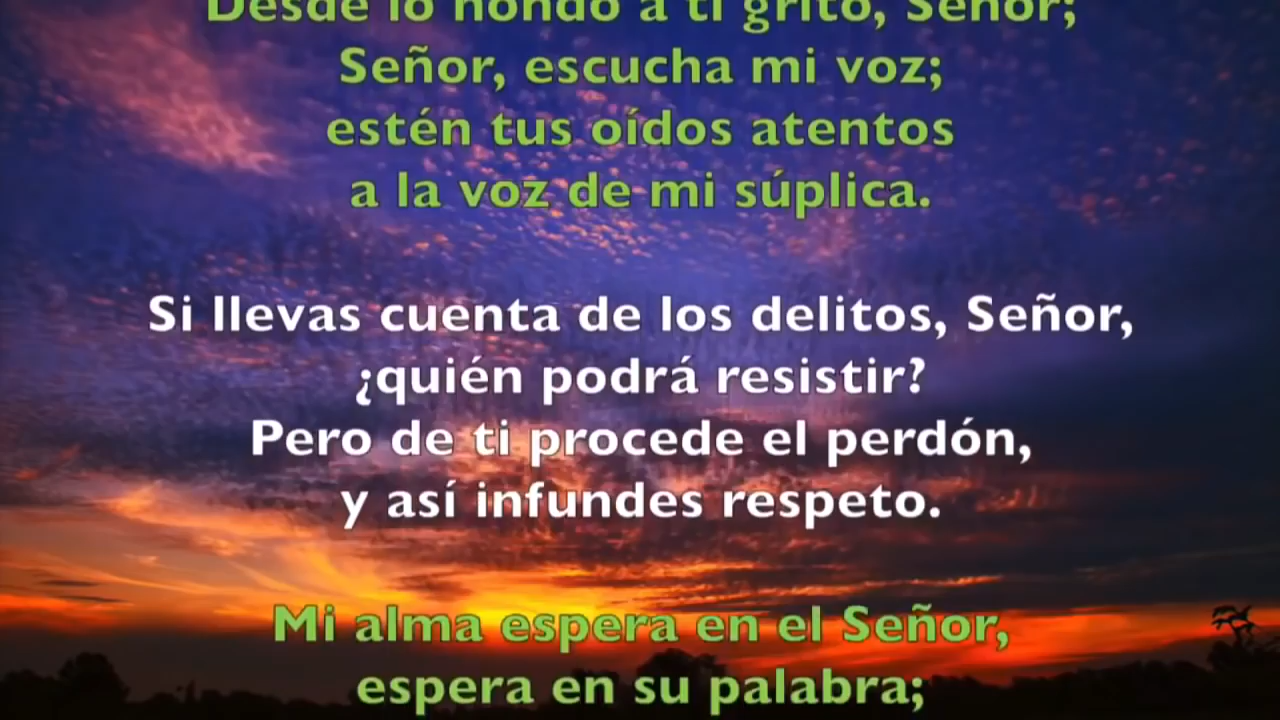 Desde lo hondo a ti grito, Señor;
Señor, escucha mi voz;
estén tus oídos atentos
a la voz de mi súplica.
Si llevas cuenta de los delitos, Señor,
¿quién podrá resistir?
Pero de ti procede el perdón,
y así infundes respeto.
Mi alma espera en el Señor,
espera en su palabra;